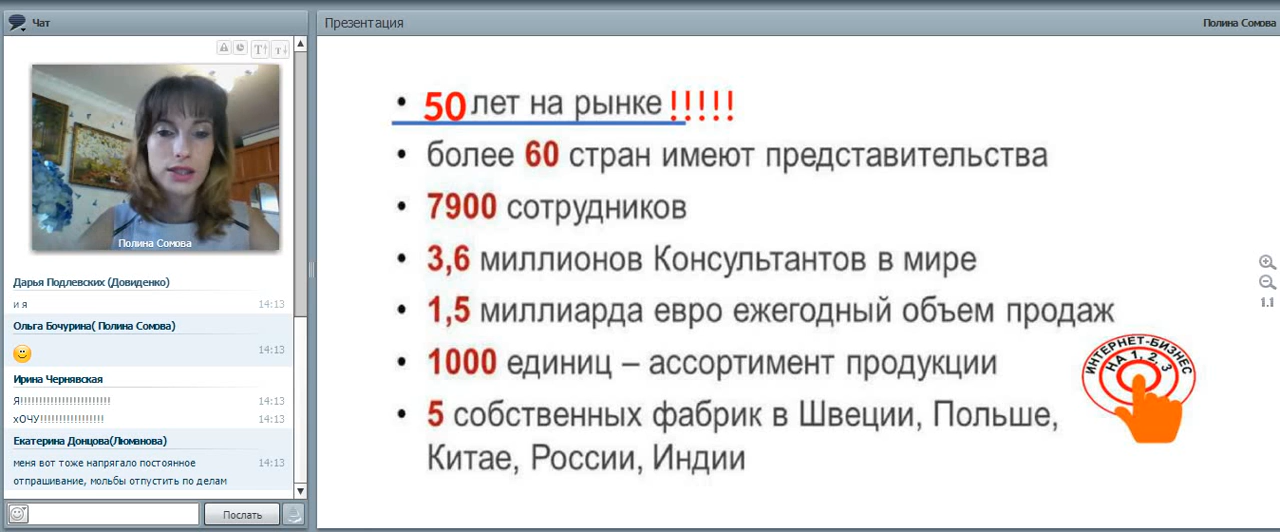 Чат
Презентация
Полина Сомова
Полина Сомова
Дарья Подлевских (Довиденко)
и я 14:13
Ольга Бочурина( Полина Сомова)
14:13
Ирина Чернявская
Я!!!!!!!!!!!!!!!!!!!!!!!! 14:13
хОЧУ!!!!!!!!!!!!!!!!! 14:13
Екатерина Донцова(Люманова)
меня вот тоже напрягало постоянное 14:13
отпрашивание, мольбы отпустить по делам
Послать
• 50 лет на рынке!!!!!
• более 60 стран имеют представительства
• 7900 сотрудников
• 3,6 миллионов Консультантов в мире
• 1,5 миллиарда евро ежегодный объем продаж
• 1000 единиц – ассортимент продукции
• 5 собственных фабрик в Швеции, Польше,
Китае, России, Индии
ИНТЕРНЕТ-БИЗНЕС
НА 1, 2, 3
1.1